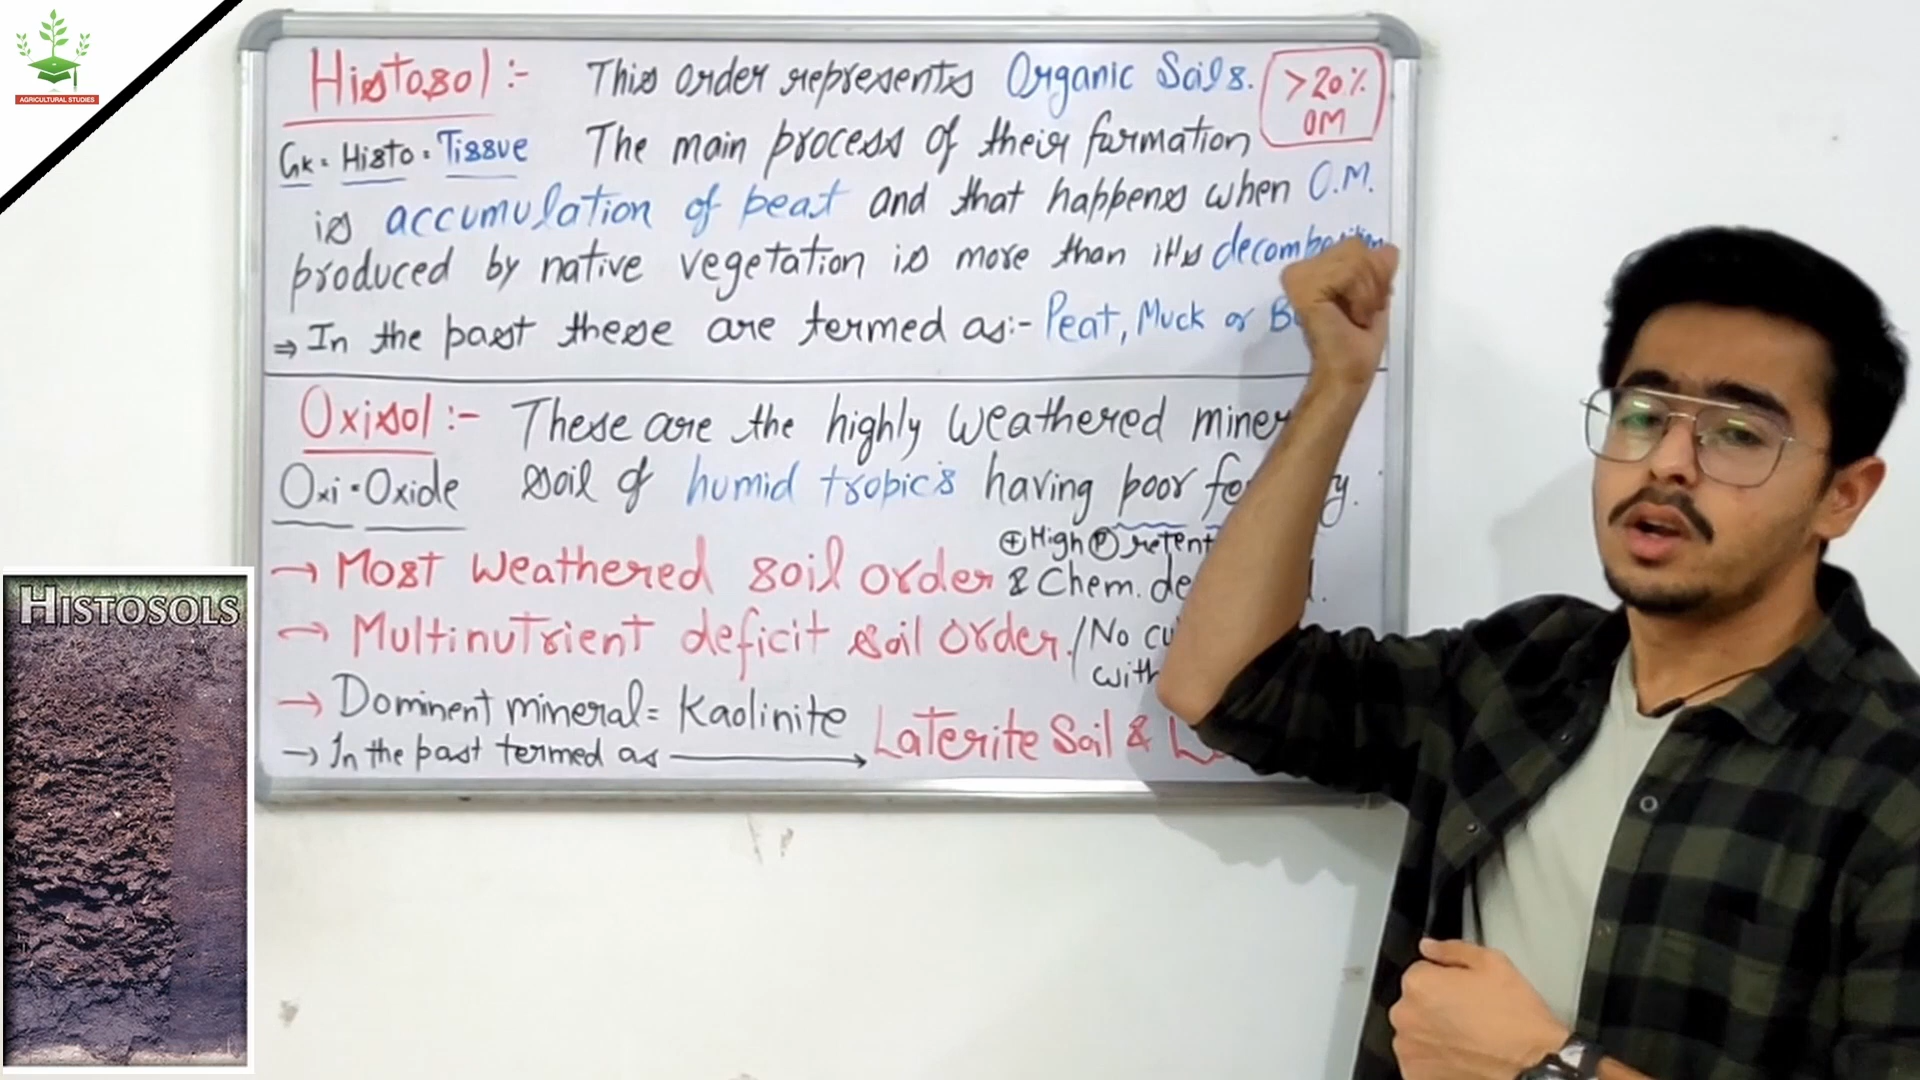 AGRICULTURAL STUDIES
Histosol :- This order represents Organic Soils.
>20%
OM
Gk = Histo = Tissue The main process of their formation
is accumulation of peat and that happens when O.M.
produced by native vegetation is more than it's
⇒ In the past these are termed as:- Peat, Muck or
Oxisol :- These are the highly weathered
Oxi = Oxide soil of humid tropic's having poor
→ Most weathered soil order
+ High P
& Chem.
→ Multinutrient deficit soil order. / No
with
→ Dominent mineral = Kaolinite
→ In the past termed as → Laterite Soil &
HISTOSOLS